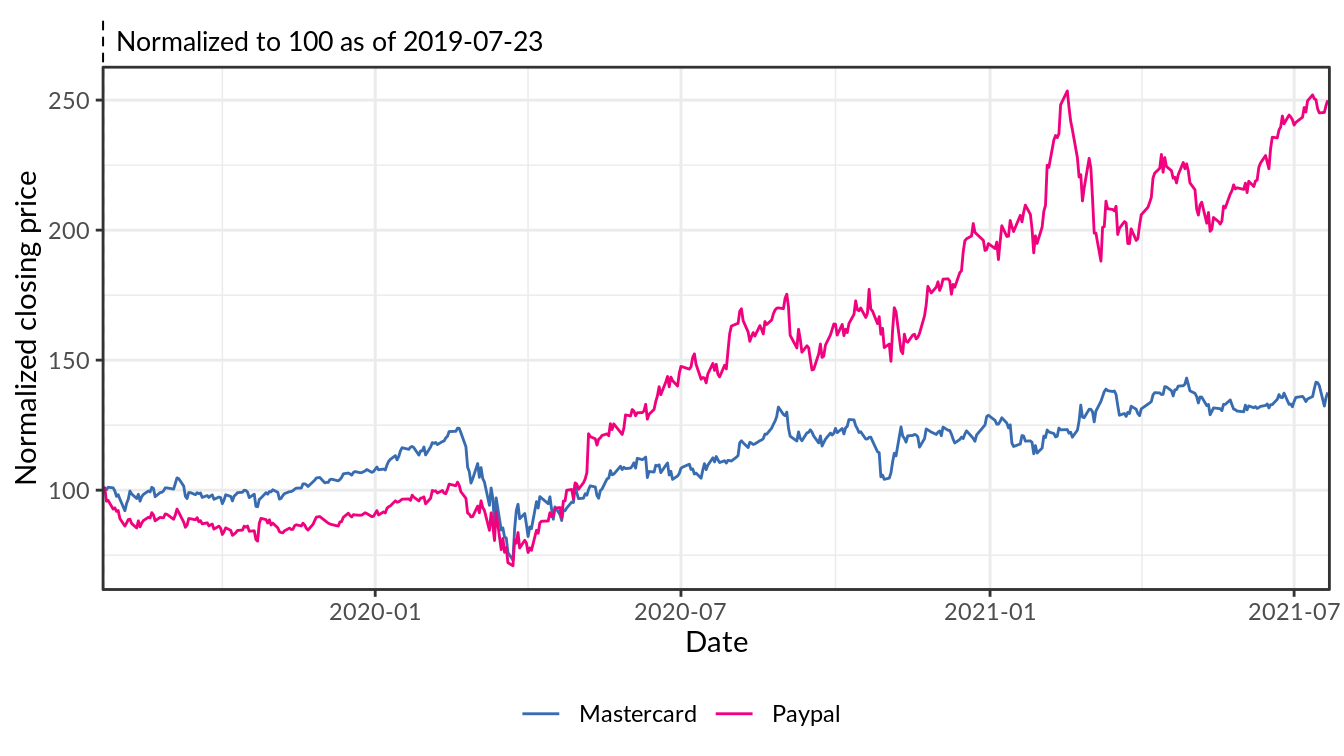 Normalized to 100 as of 2019-07-23
250
200
150
100
Normalized closing price
2020-01 2020-07 2021-01 2021-07
Date
Mastercard Paypal